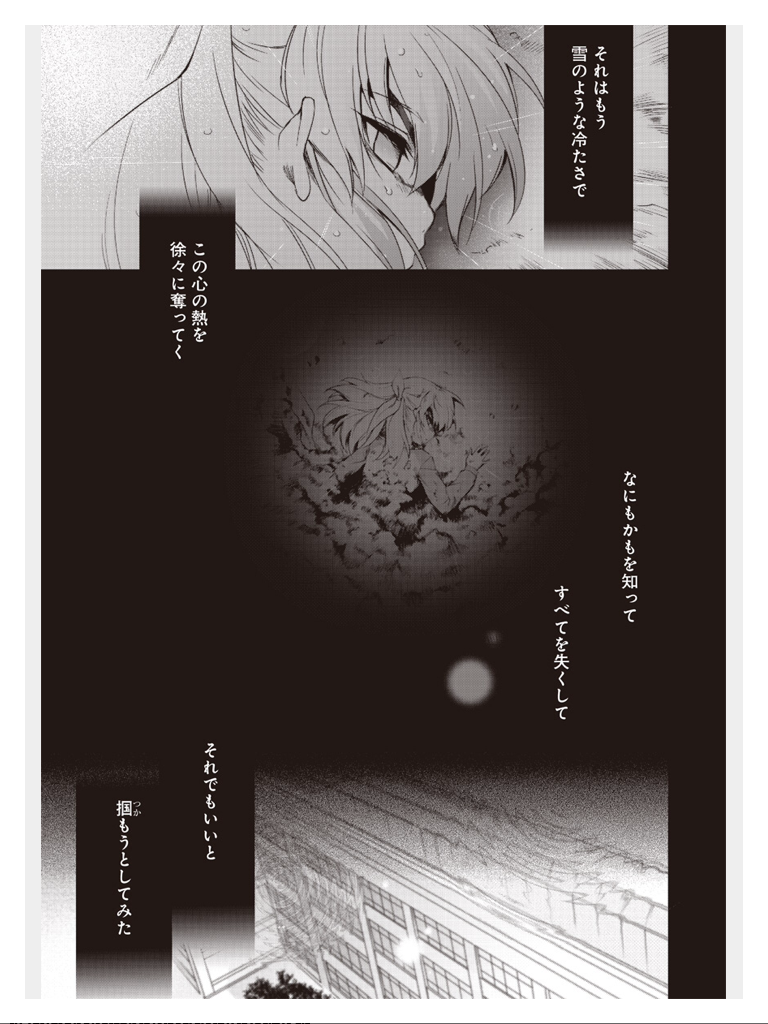 それはもう
雪のような冷たさで
この心の熱を
徐々に奪ってく
なにもかもを知って
すべてを失くして
それでもいいと
掴もうとしてみた
つか